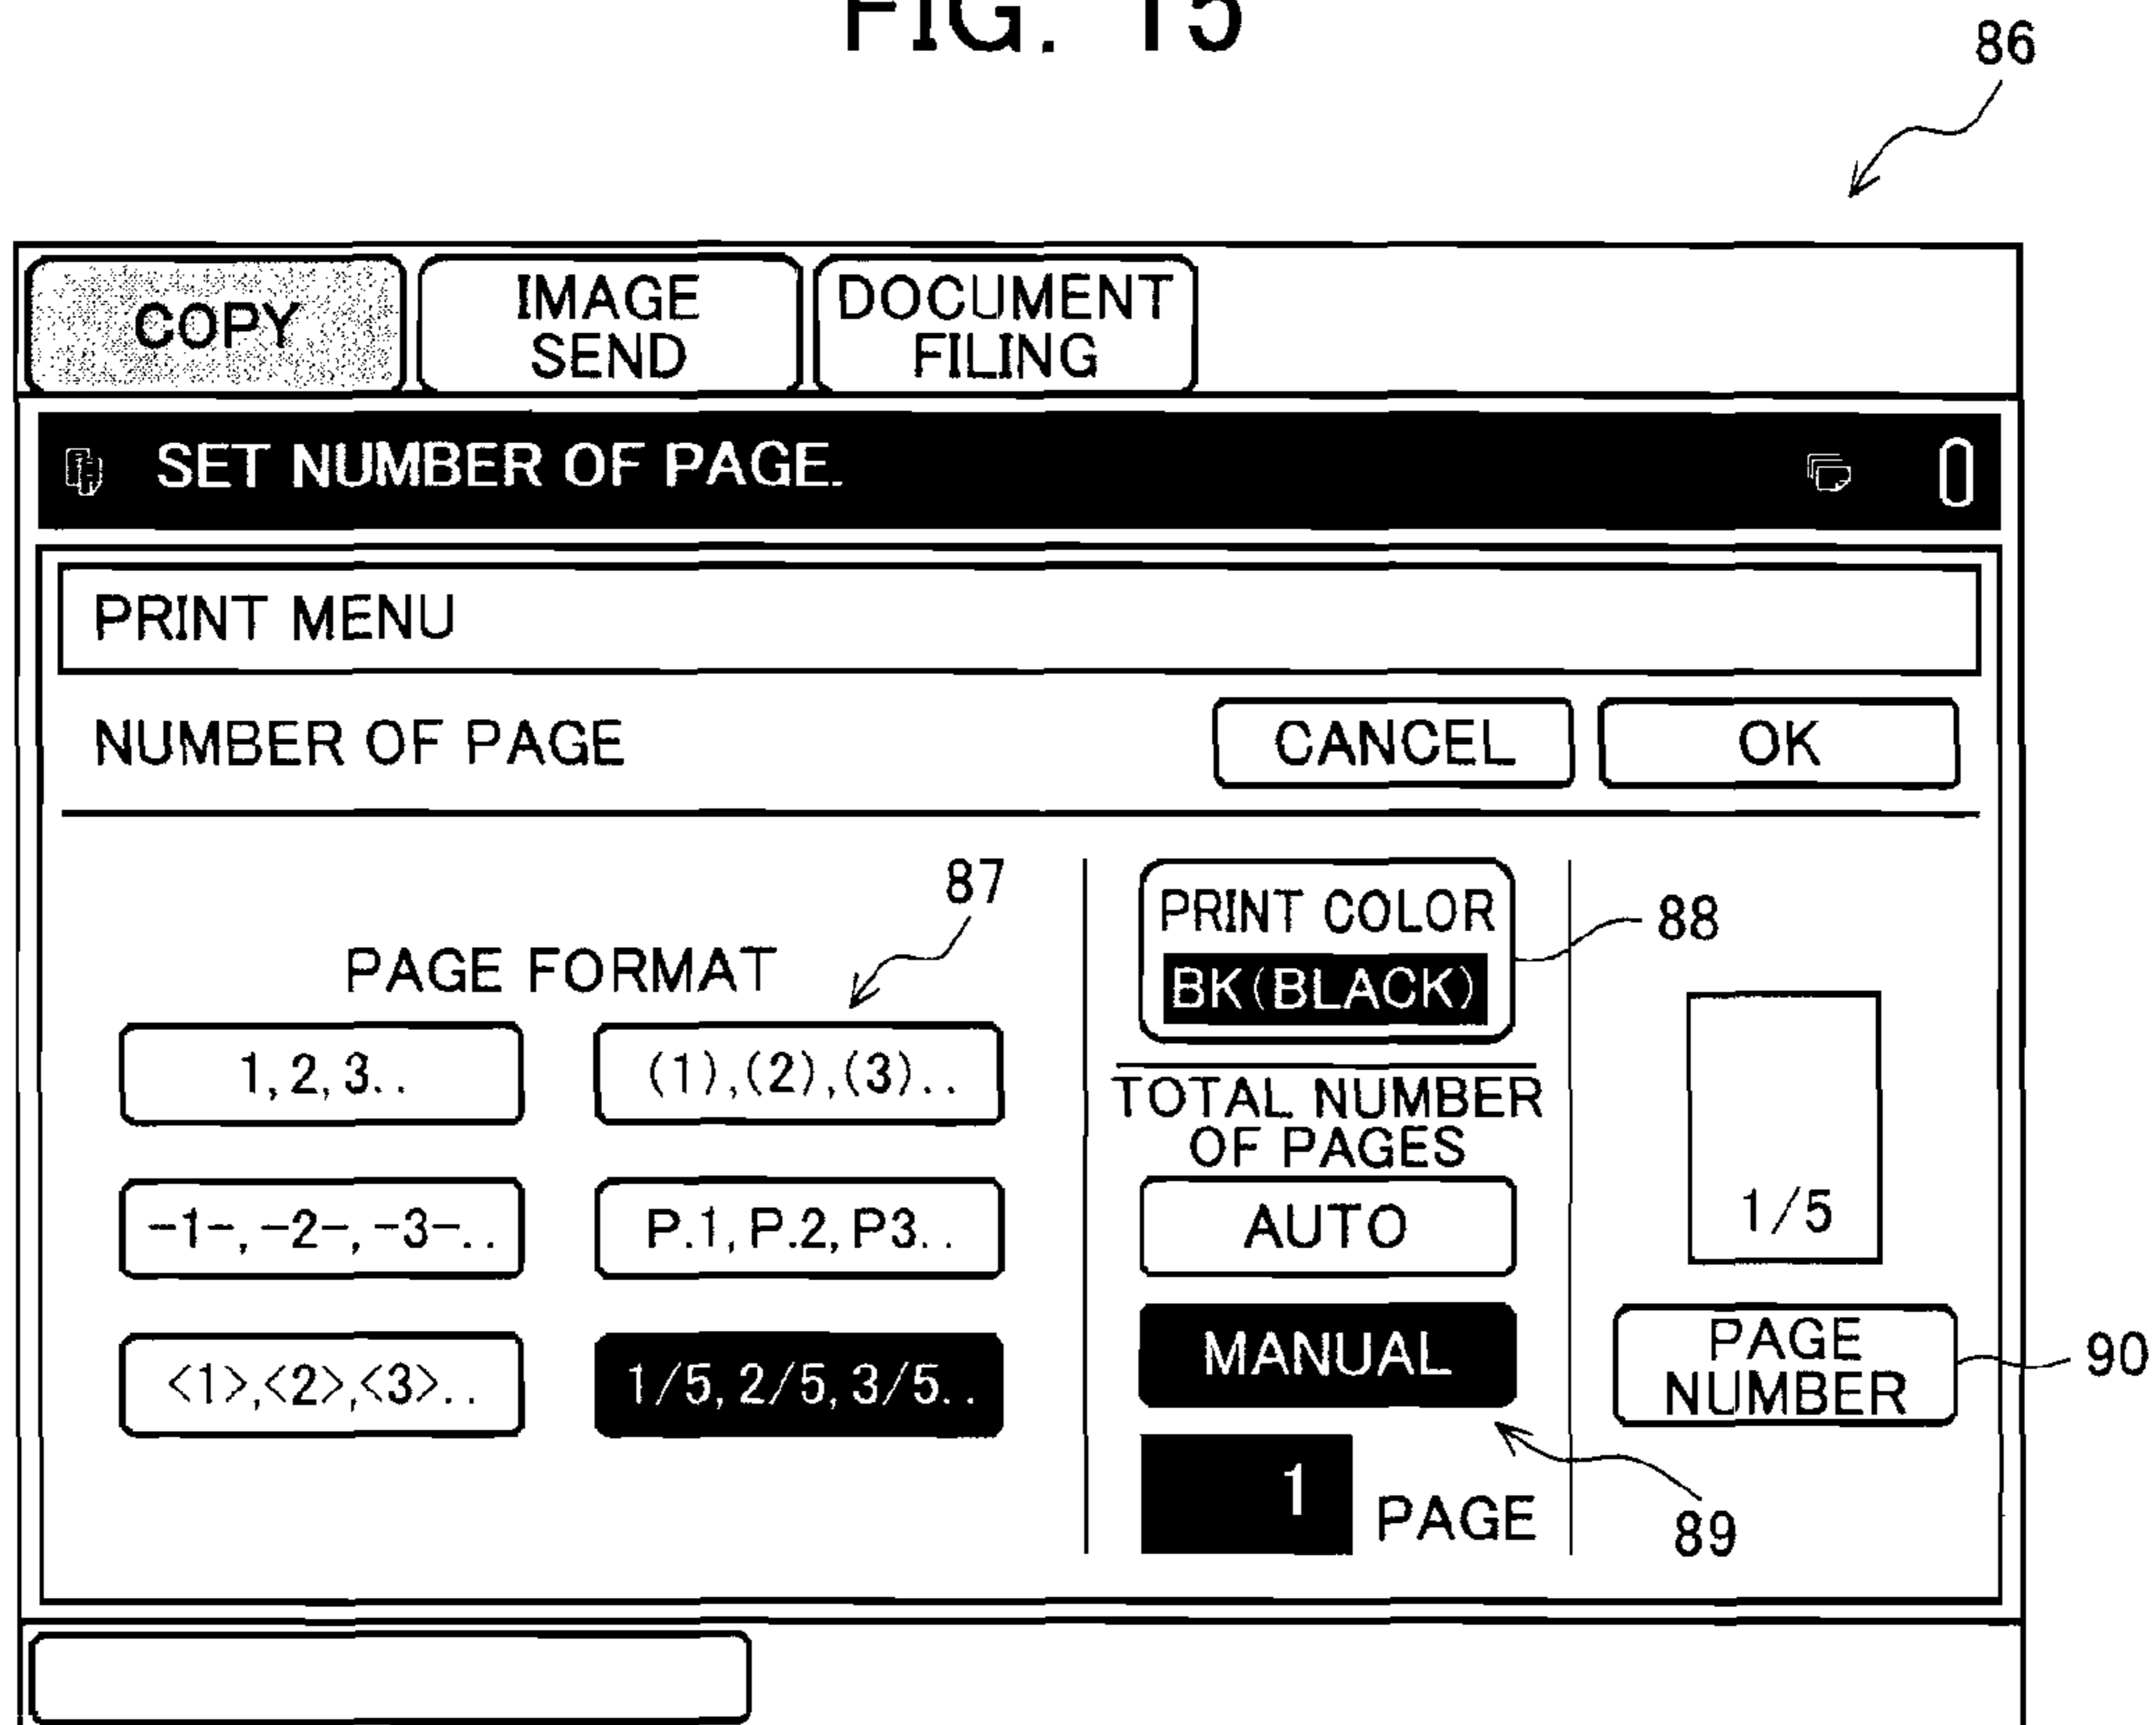 FIG. 15
86
COPY
IMAGE
SEND
DOCUMENT
FILING
SET NUMBER OF PAGE.
0
PRINT MENU
NUMBER OF PAGE
CANCEL
OK
87
PAGE FORMAT
1,2,3..
(1),(2),(3)..
-1-,-2-,-3-..
P.1,P.2,P3..
<1>,<2>,<3>..
1/5,2/5,3/5..
PRINT COLOR
BK(BLACK)
88
TOTAL NUMBER
OF PAGES
AUTO
MANUAL
1 PAGE
89
1/5
PAGE
NUMBER
90